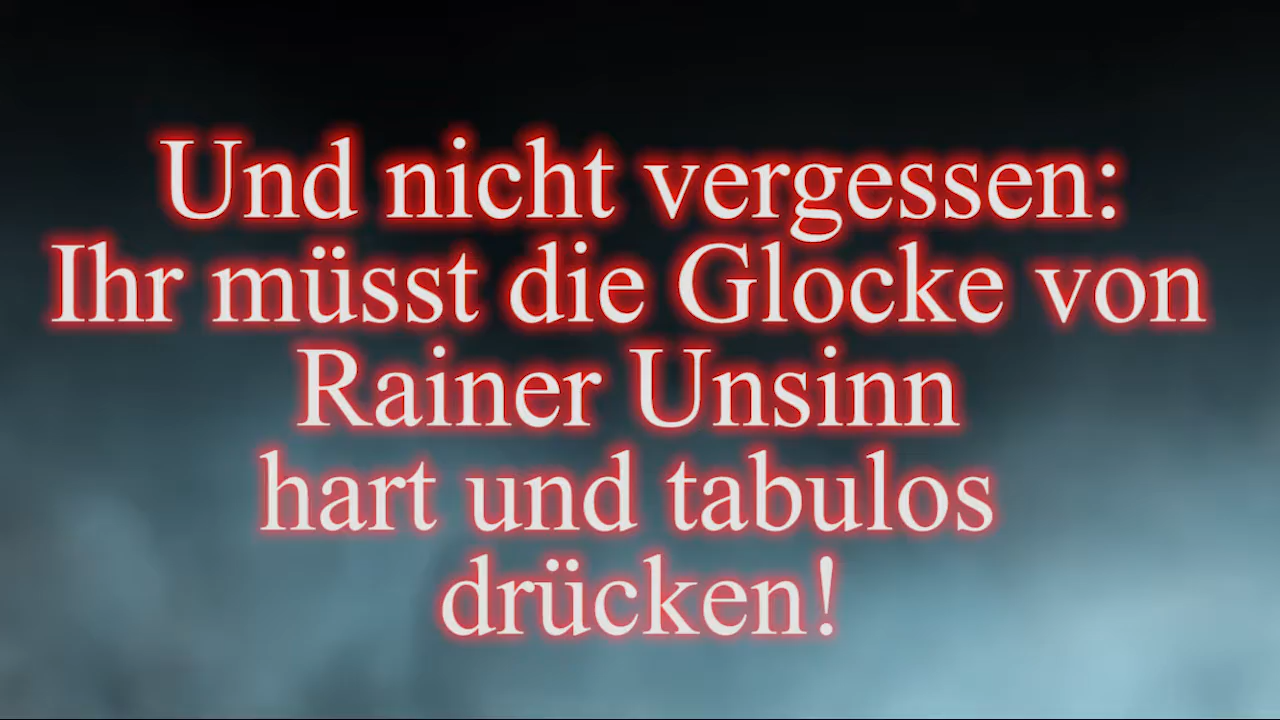 Und nicht vergessen:
Ihr müsst die Glocke von
Rainer Unsinn
hart und tabulos
drücken!